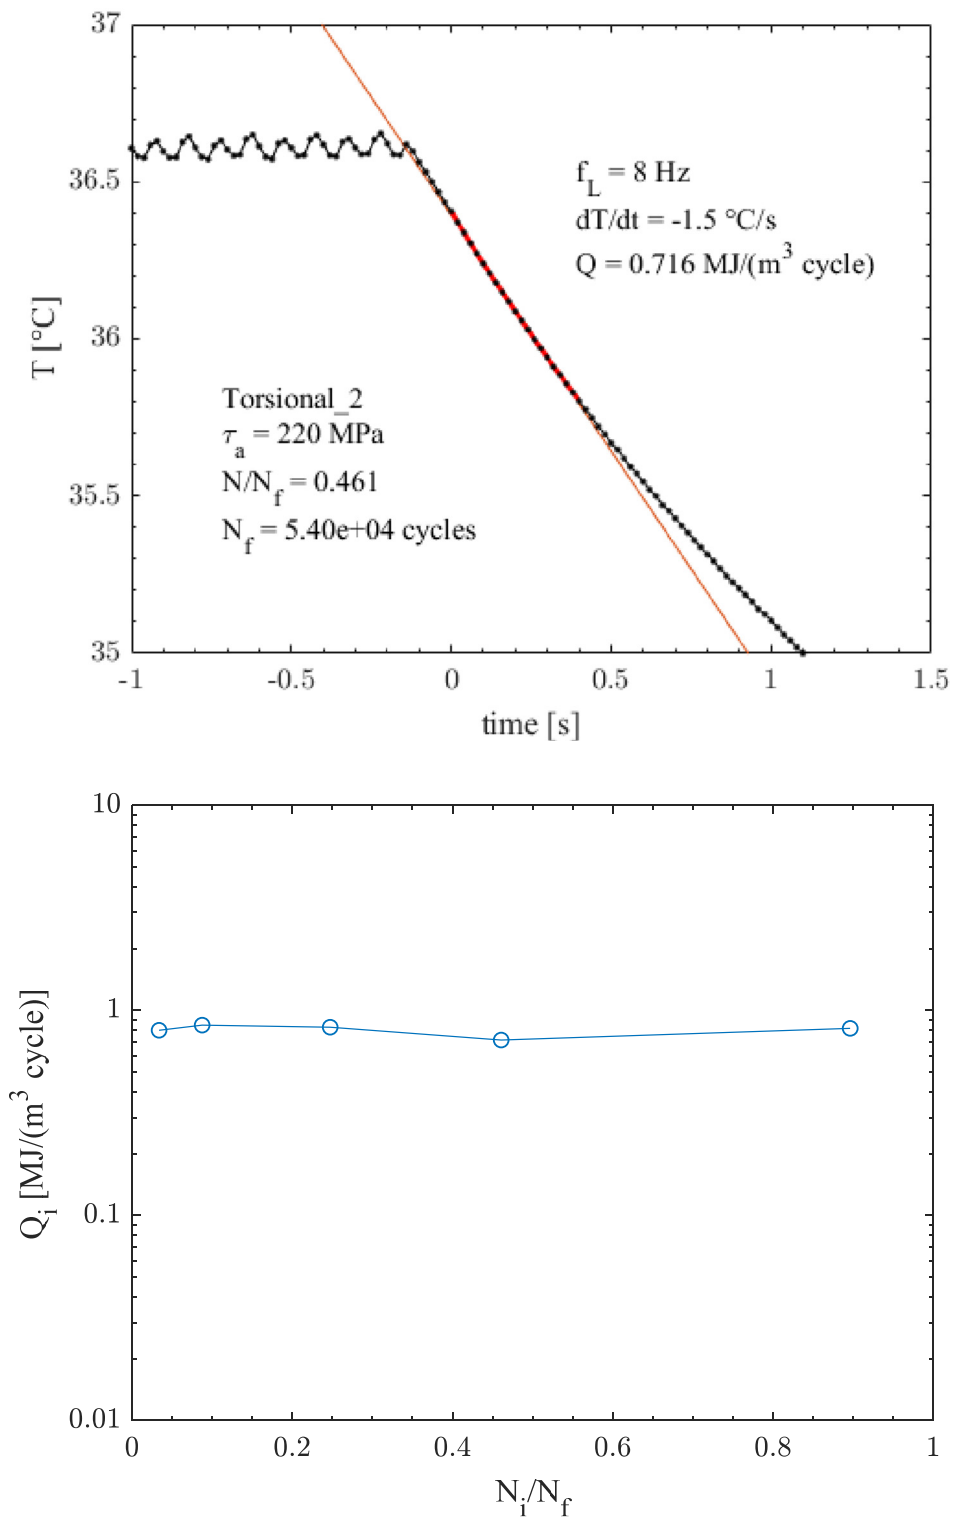 37
36.5
36
35.5
35
T [°C]
f_L = 8 Hz
dT/dt = -1.5 °C/s
Q = 0.716 MJ/(m³ cycle)
Torsional_2
τ_a = 220 MPa
N/N_f = 0.461
N_f = 5.40e+04 cycles
-1 -0.5 0 0.5 1 1.5
time [s]
10
1
0.1
0.01
Q_i [MJ/(m³ cycle)]
0 0.2 0.4 0.6 0.8 1
N_i/N_f